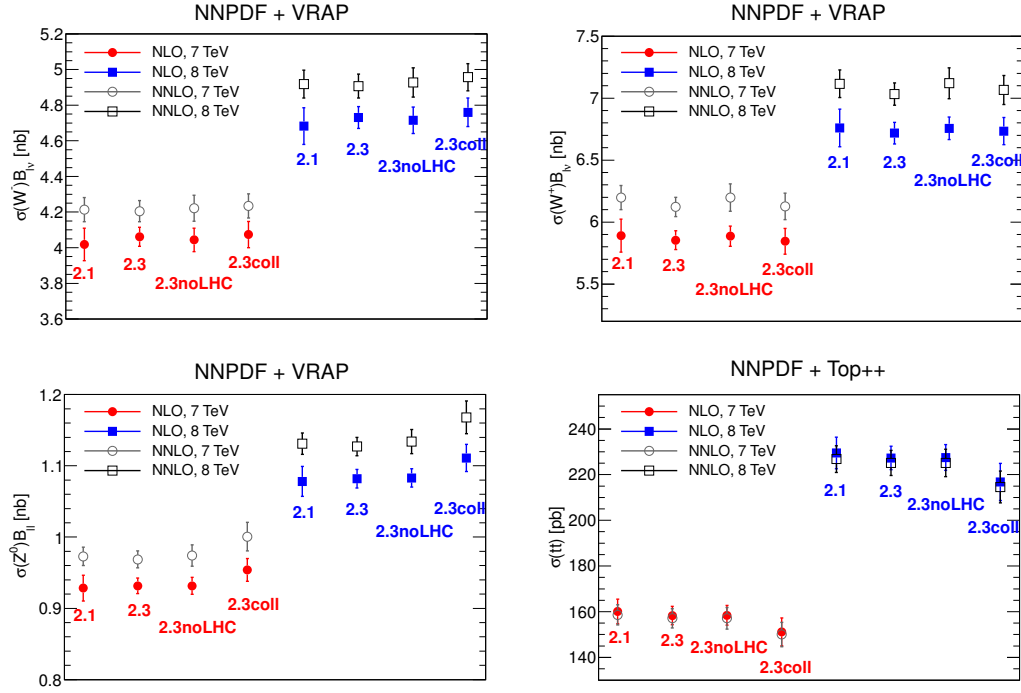 NNPDF + VRAP
σ(W⁻)B_lν [nb]
5.2
5
4.8
4.6
4.4
4.2
4
3.8
3.6
NLO, 7 TeV
NLO, 8 TeV
NNLO, 7 TeV
NNLO, 8 TeV
2.1
2.3
2.3noLHC
2.3coll
2.1
2.3
2.3noLHC
2.3coll
NNPDF + VRAP
σ(W⁺)B_lν [nb]
7.5
7
6.5
6
5.5
NLO, 7 TeV
NLO, 8 TeV
NNLO, 7 TeV
NNLO, 8 TeV
2.1
2.3
2.3noLHC
2.3coll
2.1
2.3
2.3noLHC
2.3coll
NNPDF + VRAP
σ(Z⁰)B_ll [nb]
1.2
1.1
1
0.9
0.8
NLO, 7 TeV
NLO, 8 TeV
NNLO, 7 TeV
NNLO, 8 TeV
2.1
2.3
2.3noLHC
2.3coll
2.1
2.3
2.3noLHC
2.3coll
NNPDF + Top++
σ(tt) [pb]
240
220
200
180
160
140
NLO, 7 TeV
NLO, 8 TeV
NNLO, 7 TeV
NNLO, 8 TeV
2.1
2.3
2.3noLHC
2.3coll
2.1
2.3
2.3noLHC
2.3coll